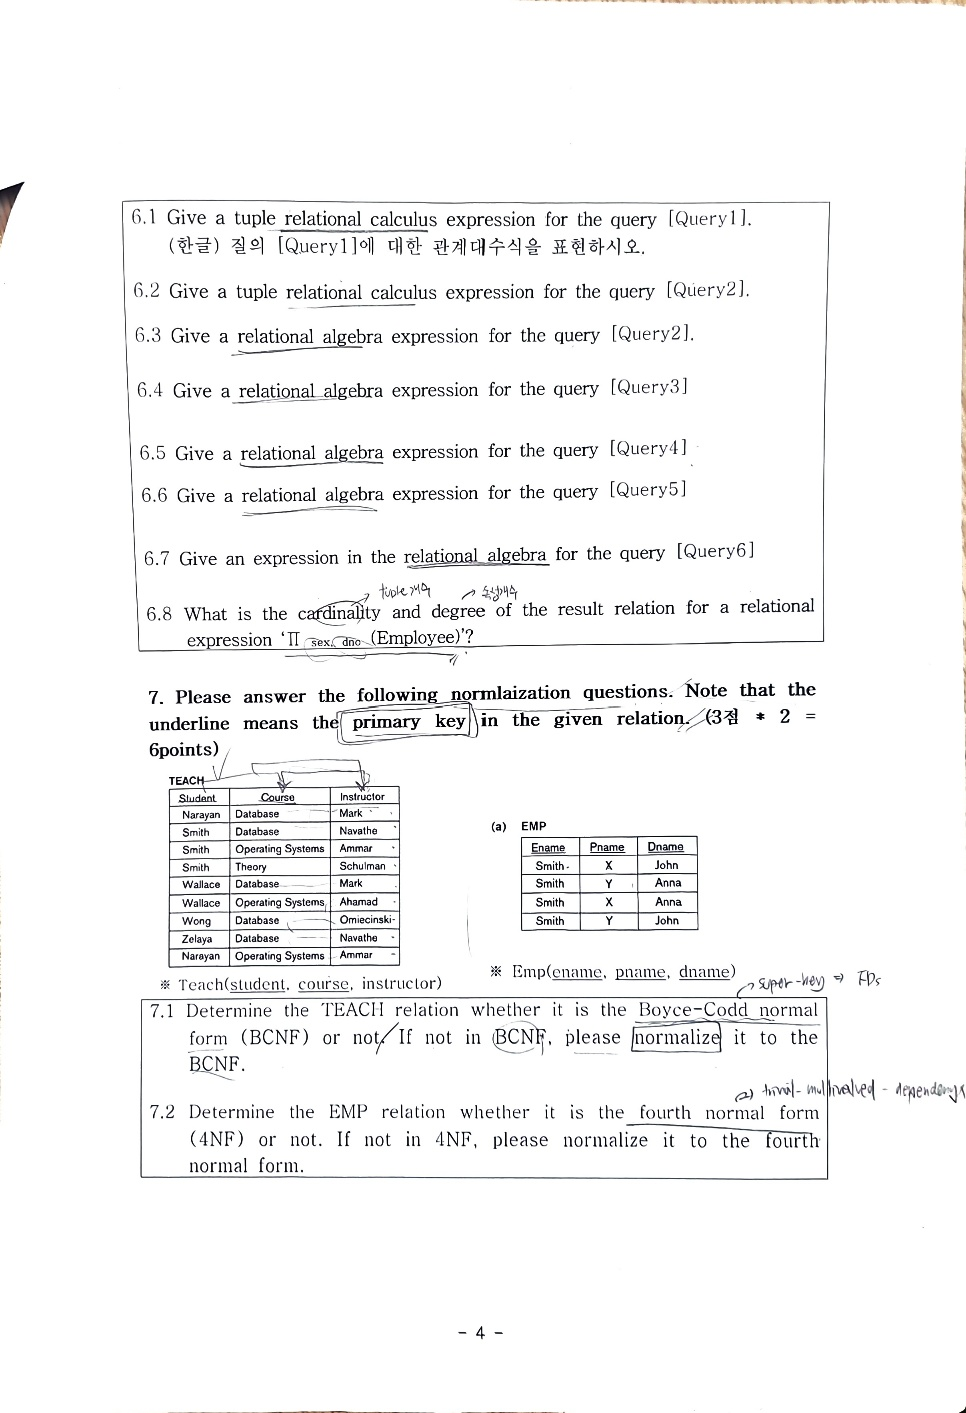 6.1 Give a tuple relational calculus expression for the query [Query1].
(한글) 질의 [Query1]에 대한 관계대수식을 표현하시오.
6.2 Give a tuple relational calculus expression for the query [Query2].
6.3 Give a relational algebra expression for the query [Query2].
6.4 Give a relational algebra expression for the query [Query3]
6.5 Give a relational algebra expression for the query [Query4]
6.6 Give a relational algebra expression for the query [Query5]
6.7 Give an expression in the relational algebra for the query [Query6]
tuple개수 속성개수
6.8 What is the cardinality and degree of the result relation for a relational
expression ‘Π sex, dno (Employee)’?
7. Please answer the following normlaization questions. Note that the
underline means the primary key in the given relation. (3점 * 2 =
6points)
TEACH
Student Course Instructor
Narayan Database Mark
Smith Database Navathe
Smith Operating Systems Ammar
Smith Theory Schulman
Wallace Database Mark
Wallace Operating Systems Ahamad
Wong Database Omiecinski
Zelaya Database Navathe
Narayan Operating Systems Ammar
※ Teach(student, course, instructor)
(a) EMP
Ename Pname Dname
Smith X John
Smith Y Anna
Smith X Anna
Smith Y John
※ Emp(ename, pname, dname)
super-key ⇒ FDs
7.1 Determine the TEACH relation whether it is the Boyce-Codd normal
form (BCNF) or not. If not in BCNF, please normalize it to the
BCNF.
trivial-multivalued-dependencys
7.2 Determine the EMP relation whether it is the fourth normal form
(4NF) or not. If not in 4NF, please normalize it to the fourth
normal form.
- 4 -